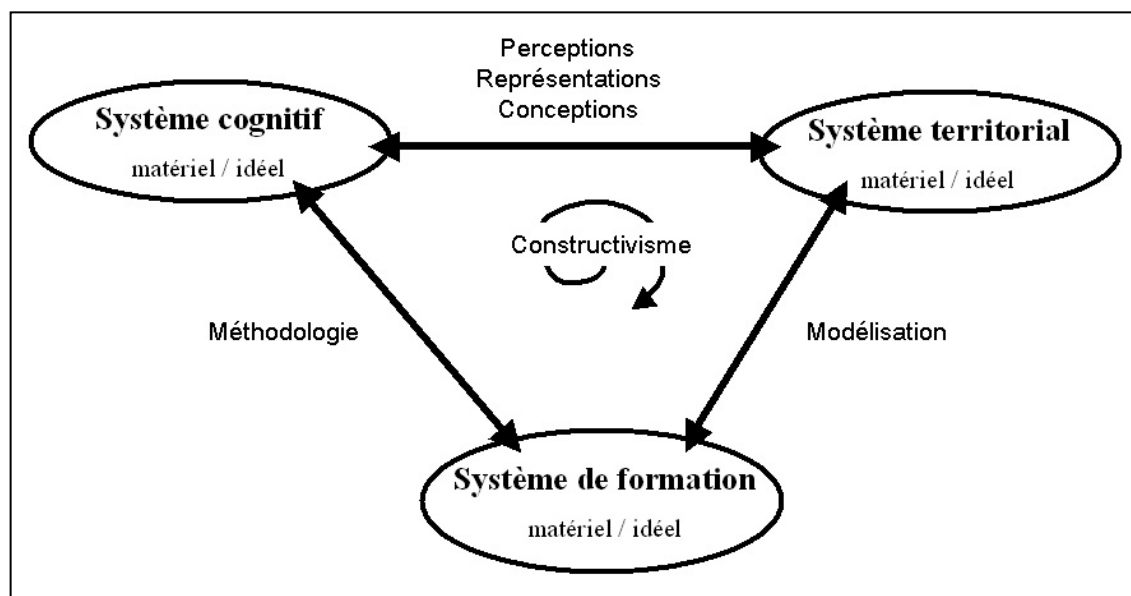 Perceptions
Représentations
Conceptions
Système cognitif
matériel / idéel
Système territorial
matériel / idéel
Constructivisme
Méthodologie
Modélisation
Système de formation
matériel / idéel